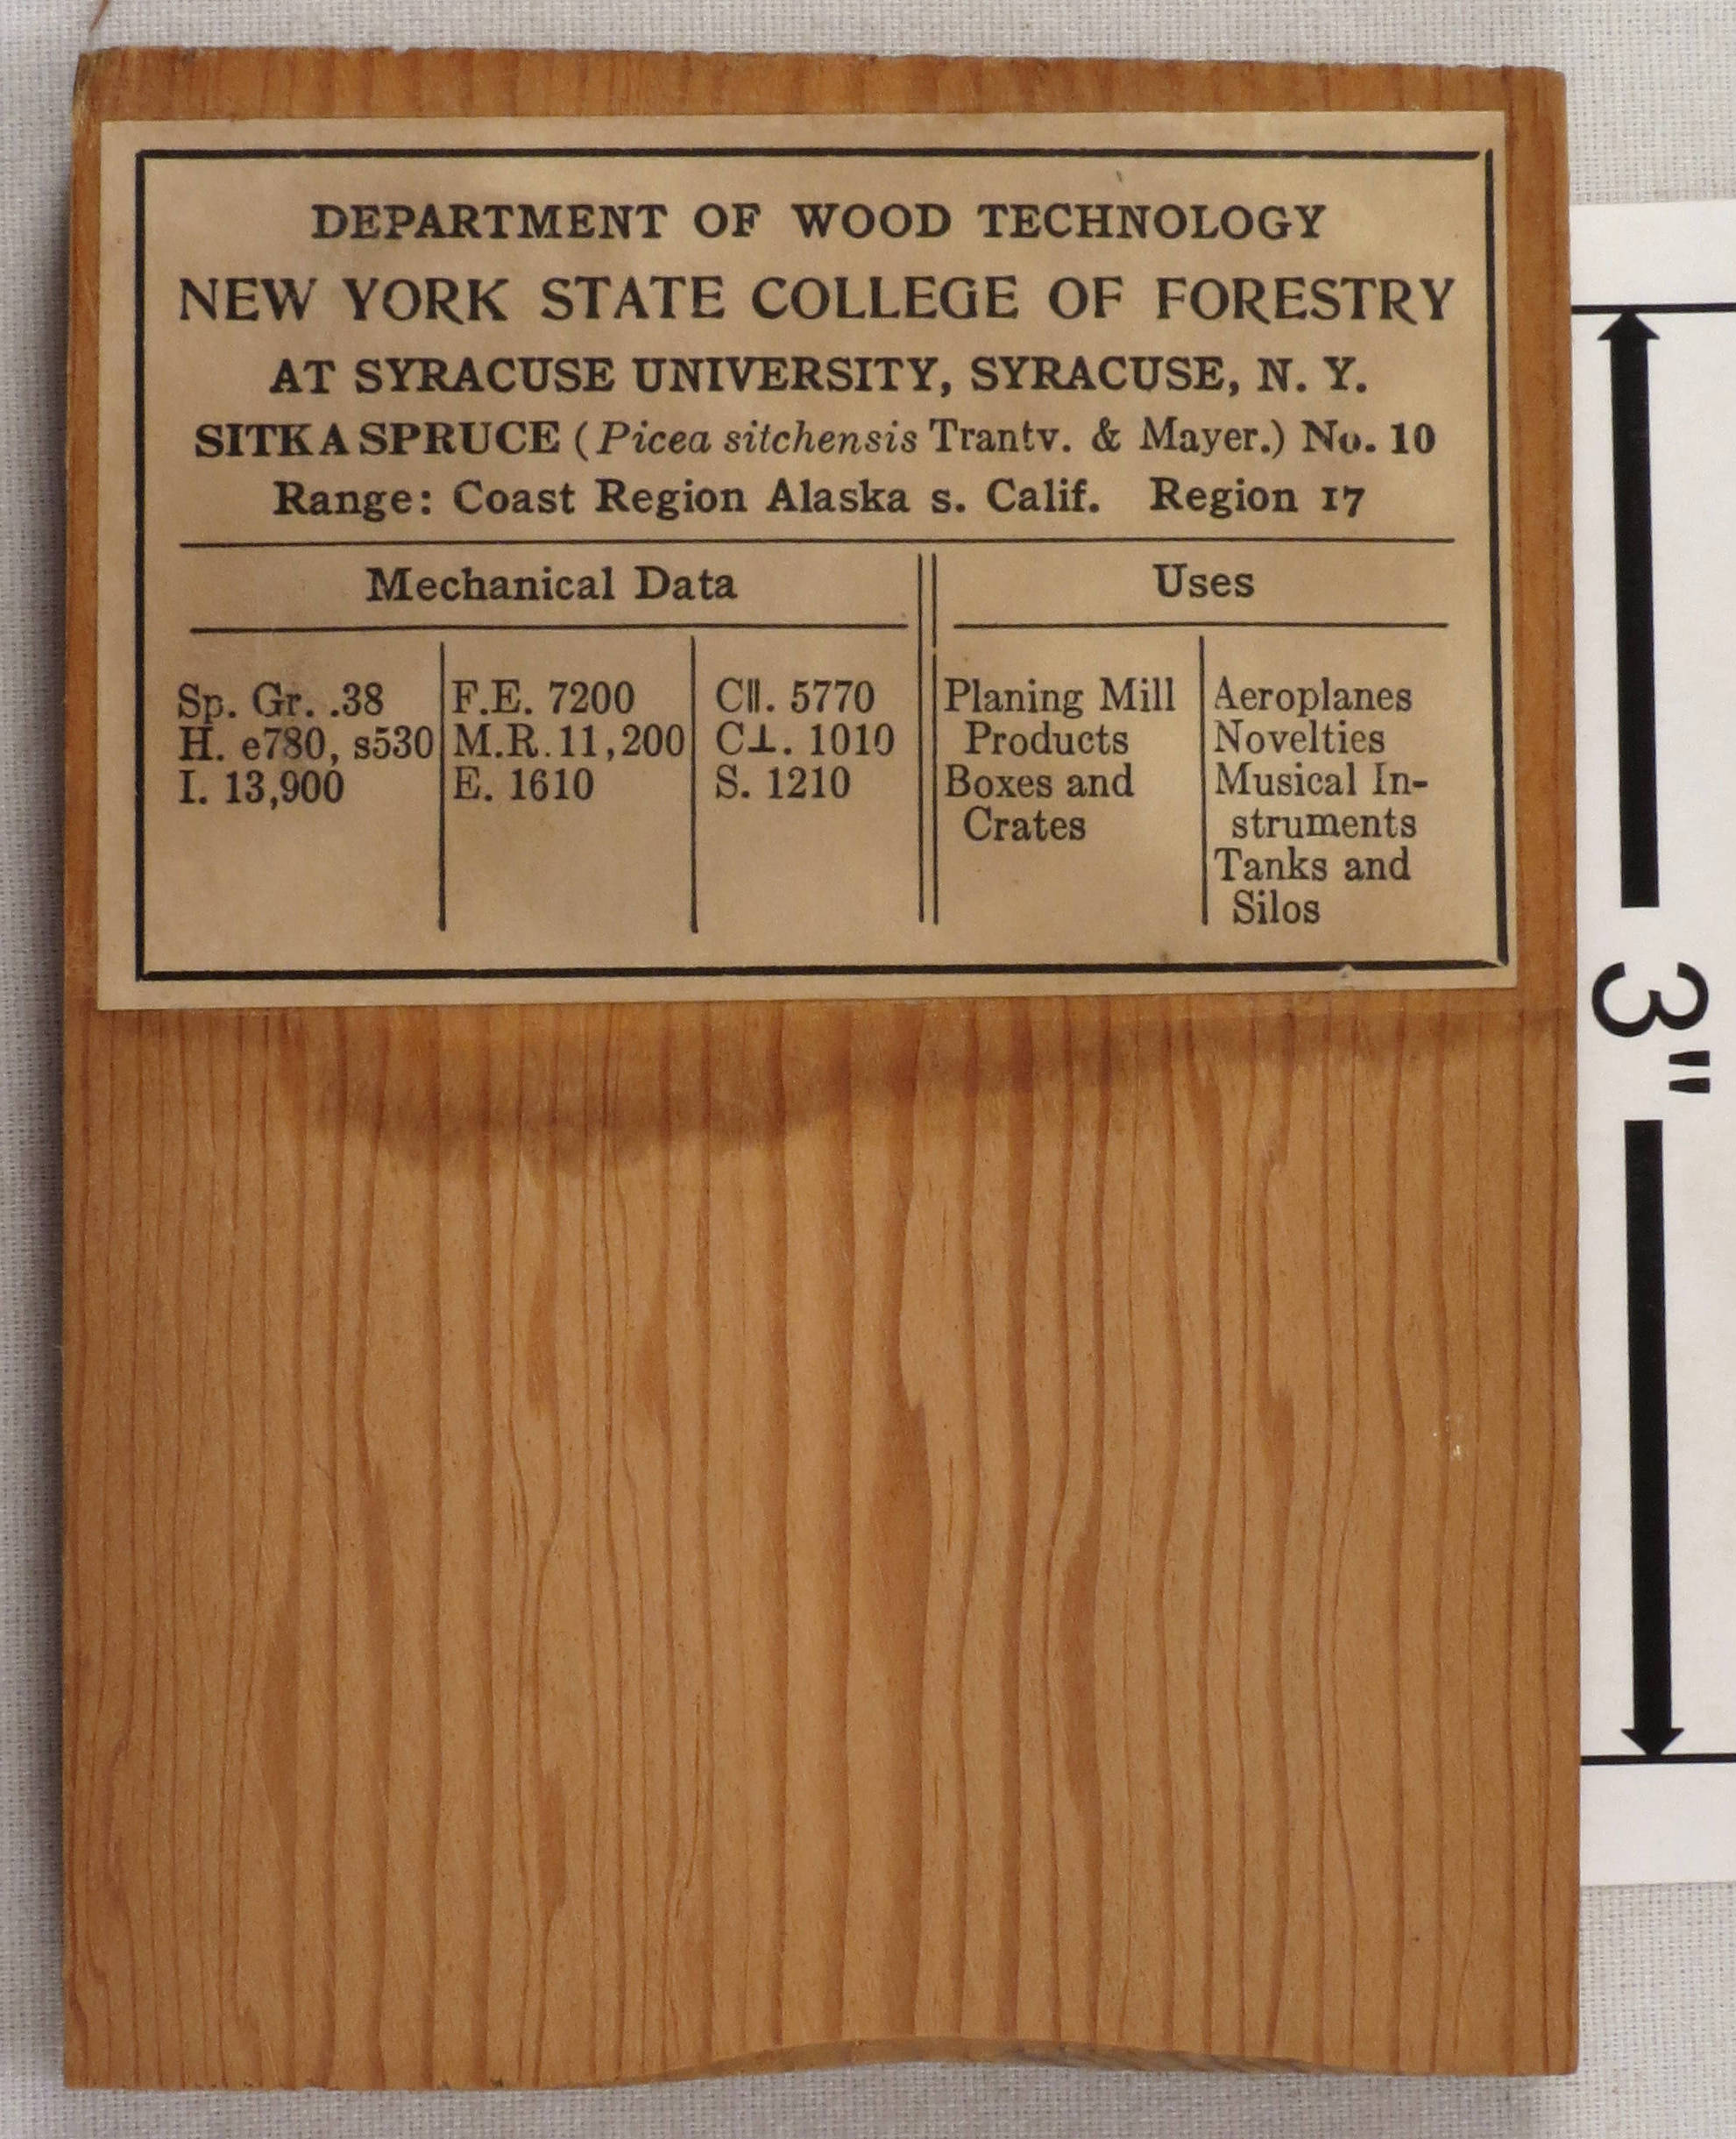 DEPARTMENT OF WOOD TECHNOLOGY
NEW YORK STATE COLLEGE OF FORESTRY
AT SYRACUSE UNIVERSITY, SYRACUSE, N. Y.
SITKA SPRUCE (Picea sitchensis Trantv. & Mayer.) No. 10
Range: Coast Region Alaska s. Calif. Region 17
Mechanical Data
Sp. Gr. .38
H. e780, s530
I. 13,900
F.E. 7200
M.R. 11,200
E. 1610
C||. 5770
C⊥. 1010
S. 1210
Uses
Planing Mill
Products
Boxes and
Crates
Aeroplanes
Novelties
Musical In-
struments
Tanks and
Silos
3"